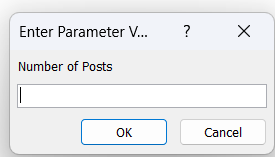 Enter Parameter V... ?
Number of Posts
OK Cancel